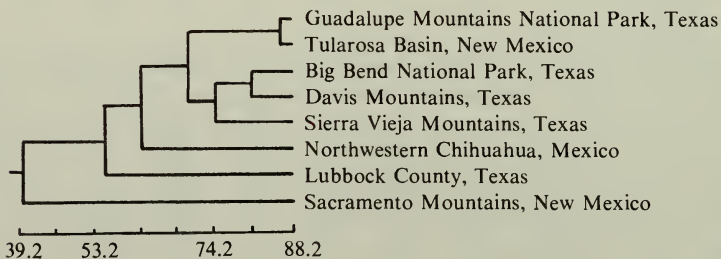 Guadalupe Mountains National Park, Texas
Tularosa Basin, New Mexico
Big Bend National Park, Texas
Davis Mountains, Texas
Sierra Vieja Mountains, Texas
Northwestern Chihuahua, Mexico
Lubbock County, Texas
Sacramento Mountains, New Mexico
39.2 53.2 74.2 88.2